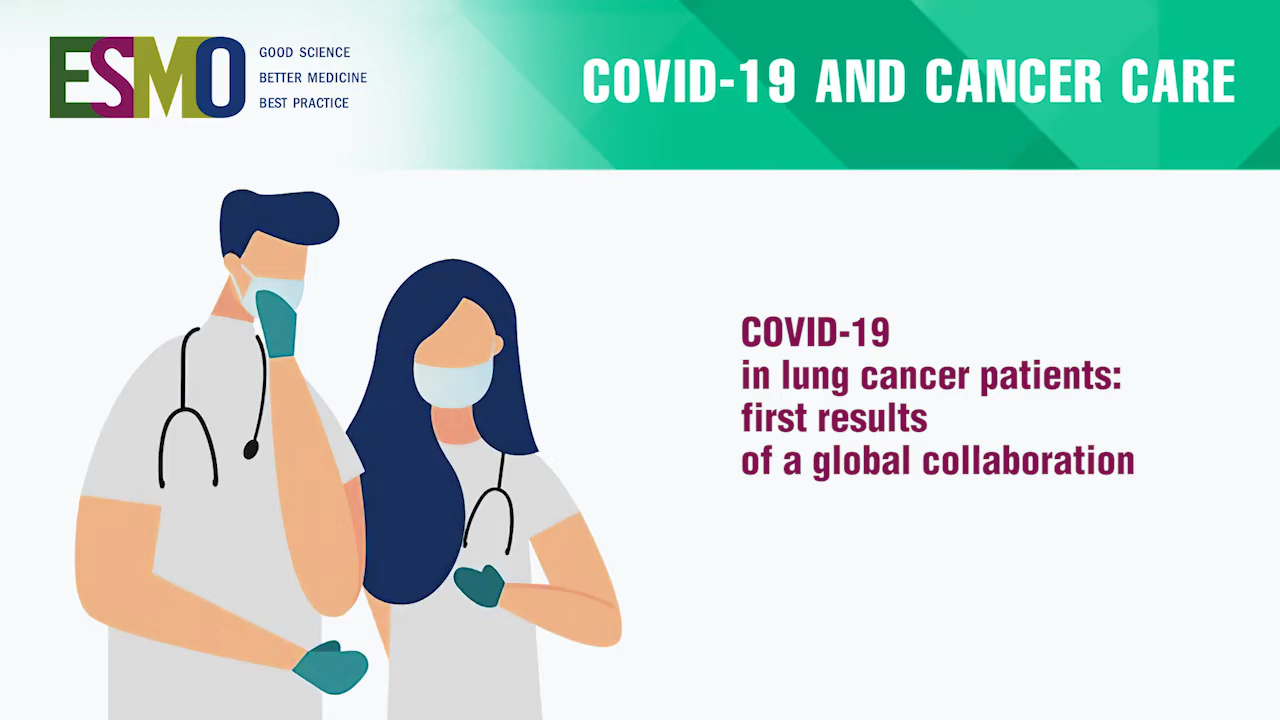 ESMO
GOOD SCIENCE
BETTER MEDICINE
BEST PRACTICE
COVID-19 AND CANCER CARE
COVID-19
in lung cancer patients:
first results
of a global collaboration